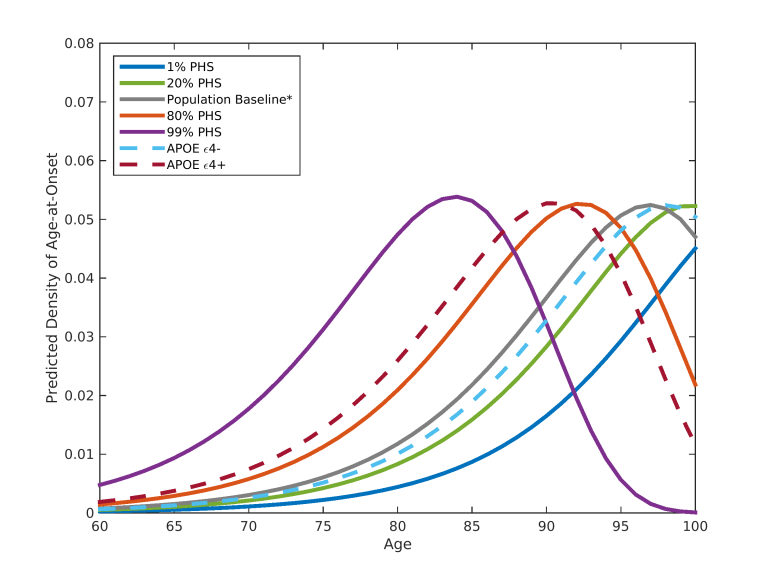 0.08
0.07
0.06
0.05
0.04
0.03
0.02
0.01
0
Predicted Density of Age-at-Onset
1% PHS
20% PHS
Population Baseline*
80% PHS
99% PHS
APOE ϵ4-
APOE ϵ4+
60 65 70 75 80 85 90 95 100
Age